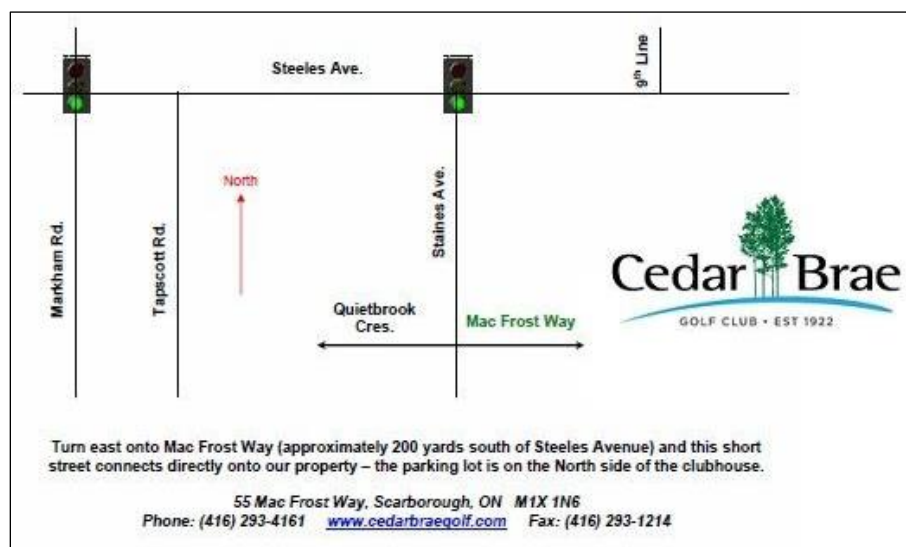 Steeles Ave.
9th Line
North
Markham Rd.
Tapscott Rd.
Staines Ave.
Quietbrook
Cres.
Mac Frost Way
Cedar Brae
GOLF CLUB • EST 1922
Turn east onto Mac Frost Way (approximately 200 yards south of Steeles Avenue) and this short
street connects directly onto our property – the parking lot is on the North side of the clubhouse.
55 Mac Frost Way, Scarborough, ON M1X 1N6
Phone: (416) 293-4161 www.cedarbraegolf.com Fax: (416) 293-1214